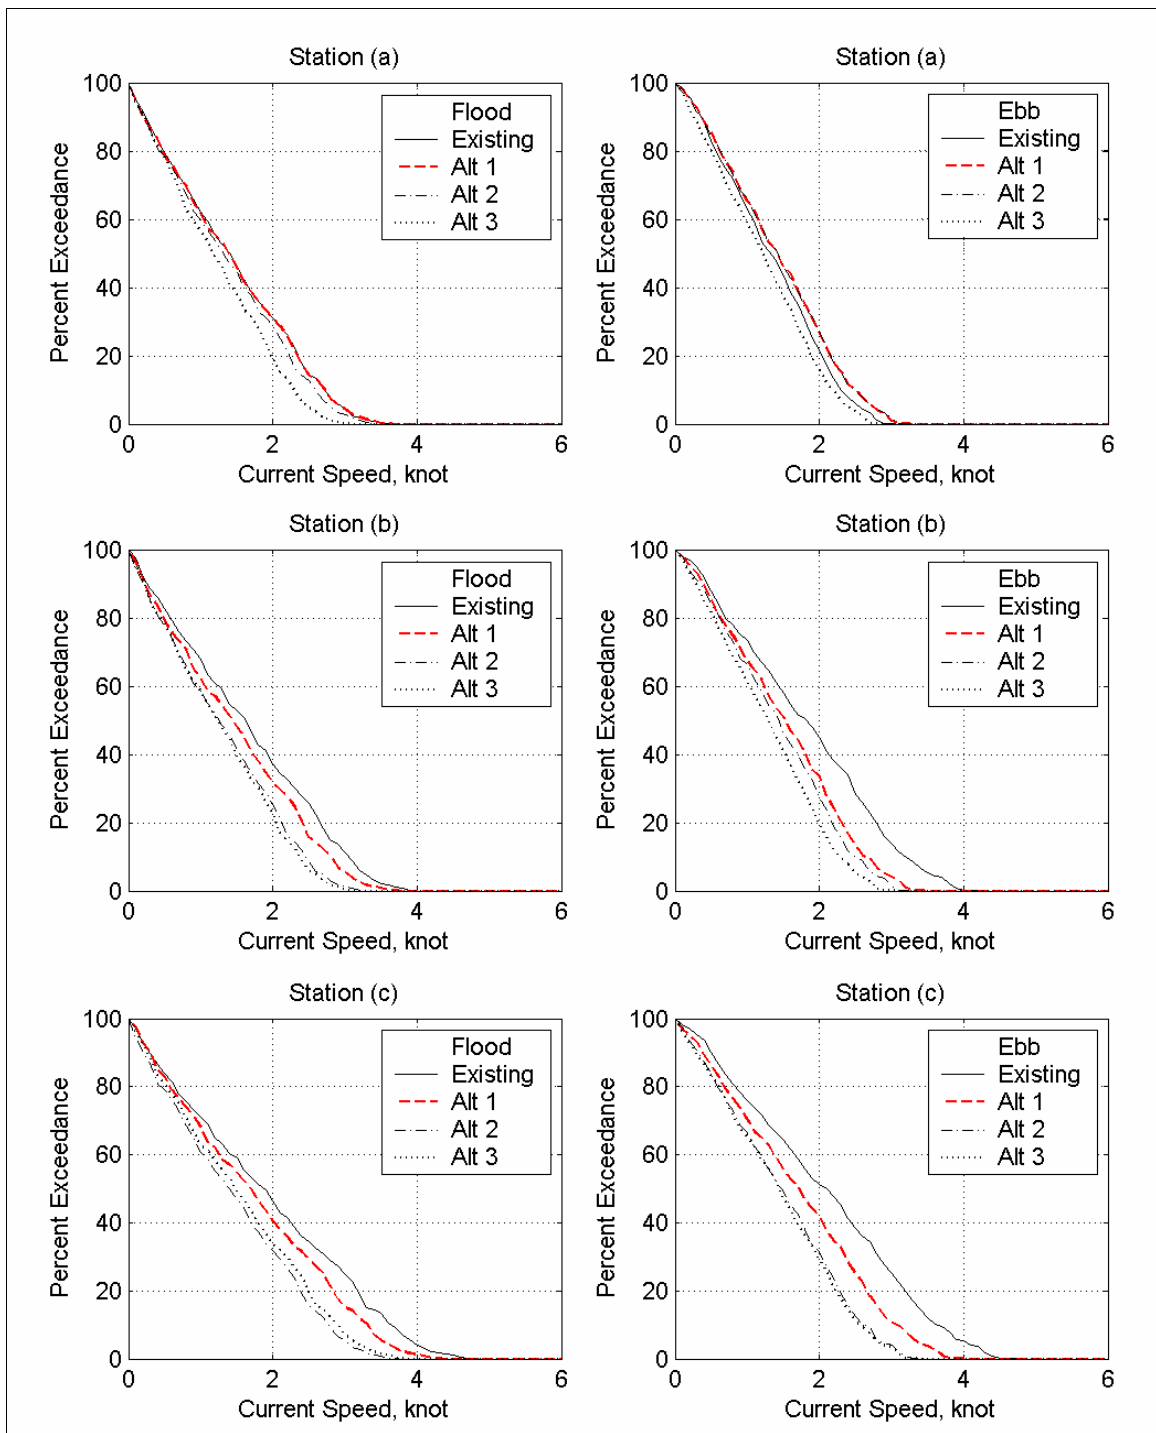 Station (a)
100
80
60
40
20
0
Percent Exceedance
0 2 4 6
Current Speed, knot
Flood
Existing
Alt 1
Alt 2
Alt 3
Station (a)
100
80
60
40
20
0
Percent Exceedance
0 2 4 6
Current Speed, knot
Ebb
Existing
Alt 1
Alt 2
Alt 3
Station (b)
100
80
60
40
20
0
Percent Exceedance
0 2 4 6
Current Speed, knot
Flood
Existing
Alt 1
Alt 2
Alt 3
Station (b)
100
80
60
40
20
0
Percent Exceedance
0 2 4 6
Current Speed, knot
Ebb
Existing
Alt 1
Alt 2
Alt 3
Station (c)
100
80
60
40
20
0
Percent Exceedance
0 2 4 6
Current Speed, knot
Flood
Existing
Alt 1
Alt 2
Alt 3
Station (c)
100
80
60
40
20
0
Percent Exceedance
0 2 4 6
Current Speed, knot
Ebb
Existing
Alt 1
Alt 2
Alt 3